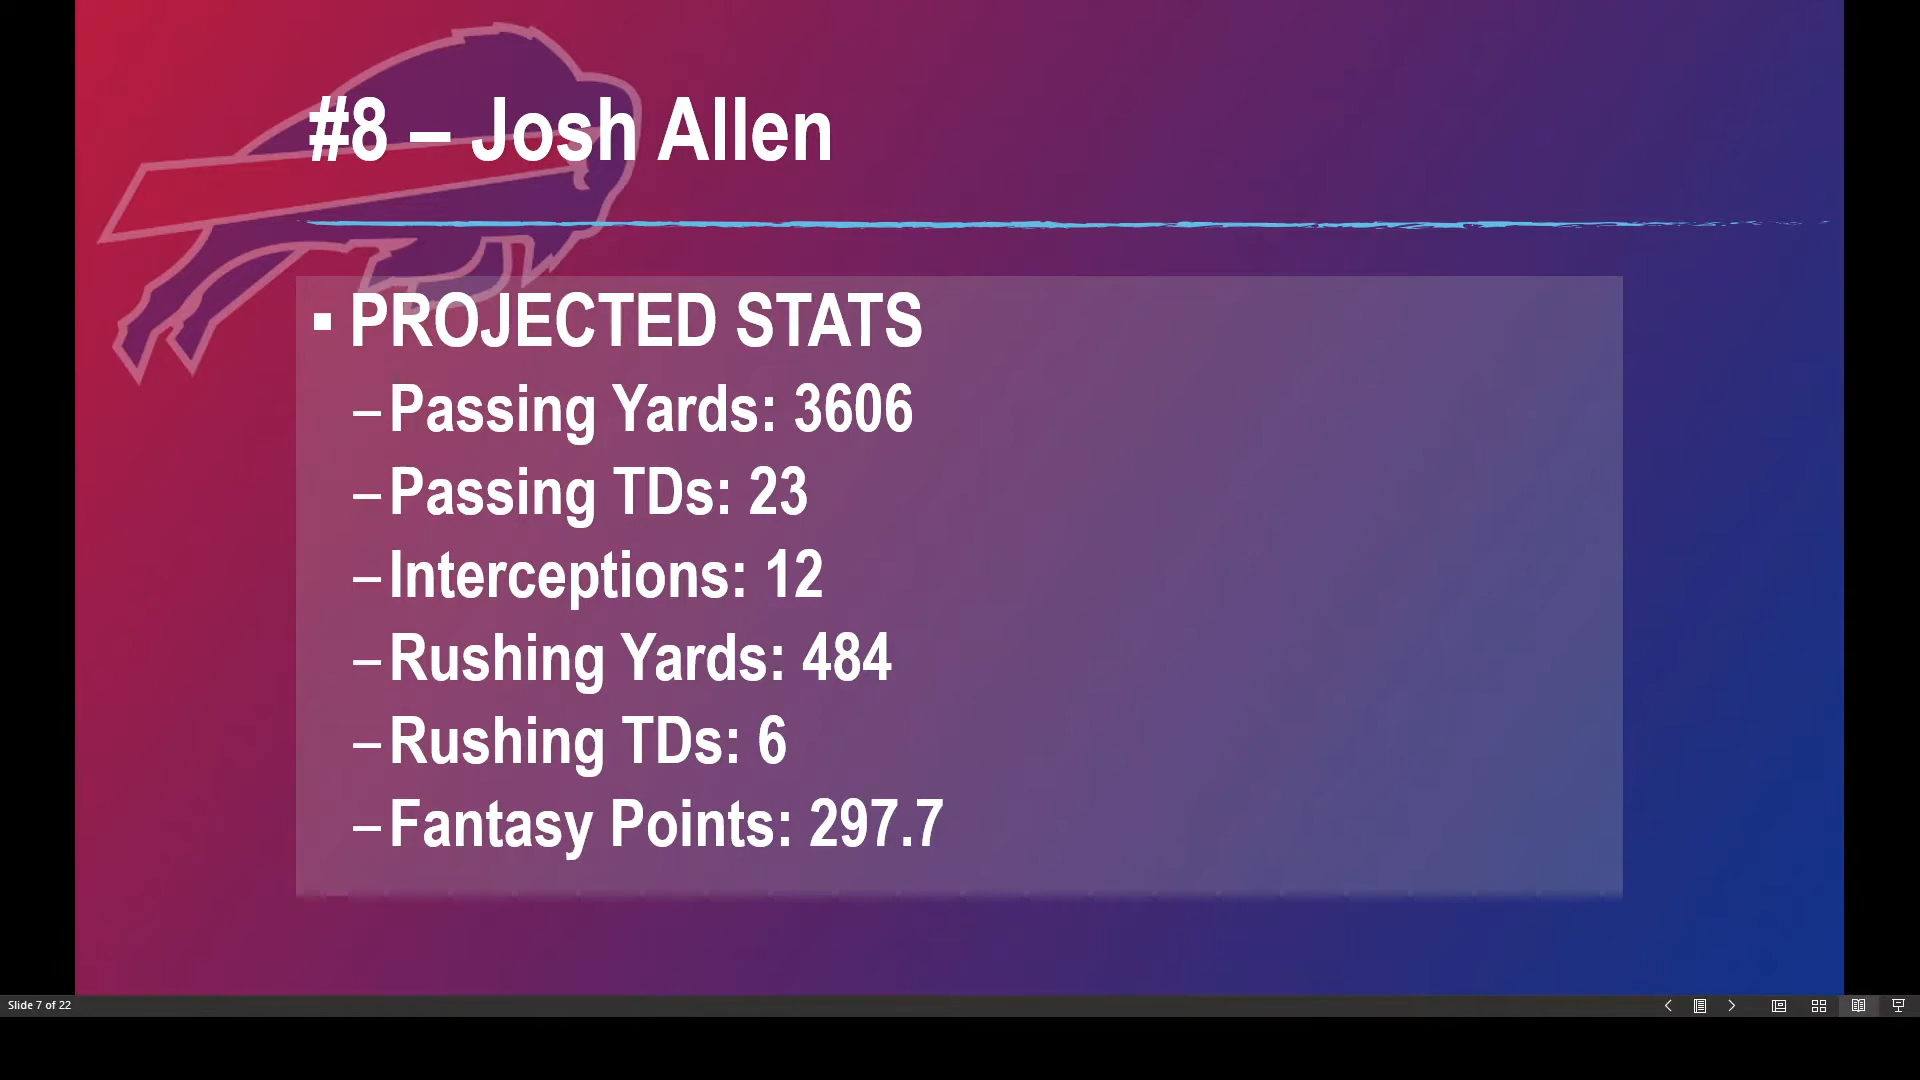 #8 – Josh Allen
▪ PROJECTED STATS
–Passing Yards: 3606
–Passing TDs: 23
–Interceptions: 12
–Rushing Yards: 484
–Rushing TDs: 6
–Fantasy Points: 297.7
Slide 7 of 22